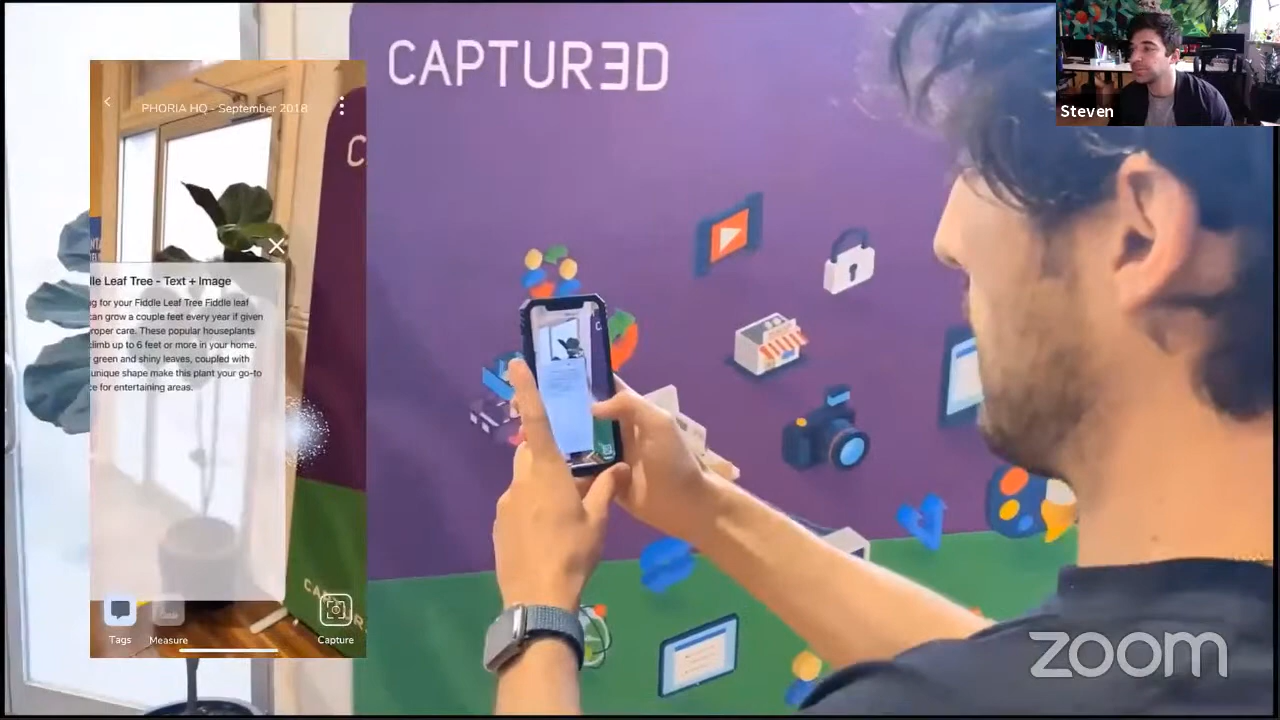 CAPTUR3D
Steven
PHORIA HQ - September 2018
C
Leaf Tree - Text + Image
for your Fiddle Leaf Tree Fiddle leaf
can grow a couple feet every year if given
proper care. These popular houseplants
climb up to 6 feet or more in your home.
green and shiny leaves, coupled with
unique shape make this plant your go-to
for entertaining areas.
Tags
Measure
Capture
zoom